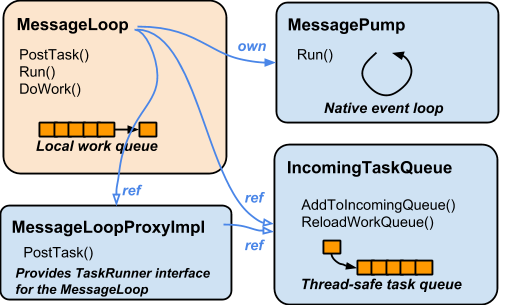 MessageLoop
PostTask()
Run()
DoWork()
Local work queue
own
MessagePump
Run()
Native event loop
ref
ref
ref
MessageLoopProxyImpl
PostTask()
Provides TaskRunner interface
for the MessageLoop
IncomingTaskQueue
AddToIncomingQueue()
ReloadWorkQueue()
Thread-safe task queue